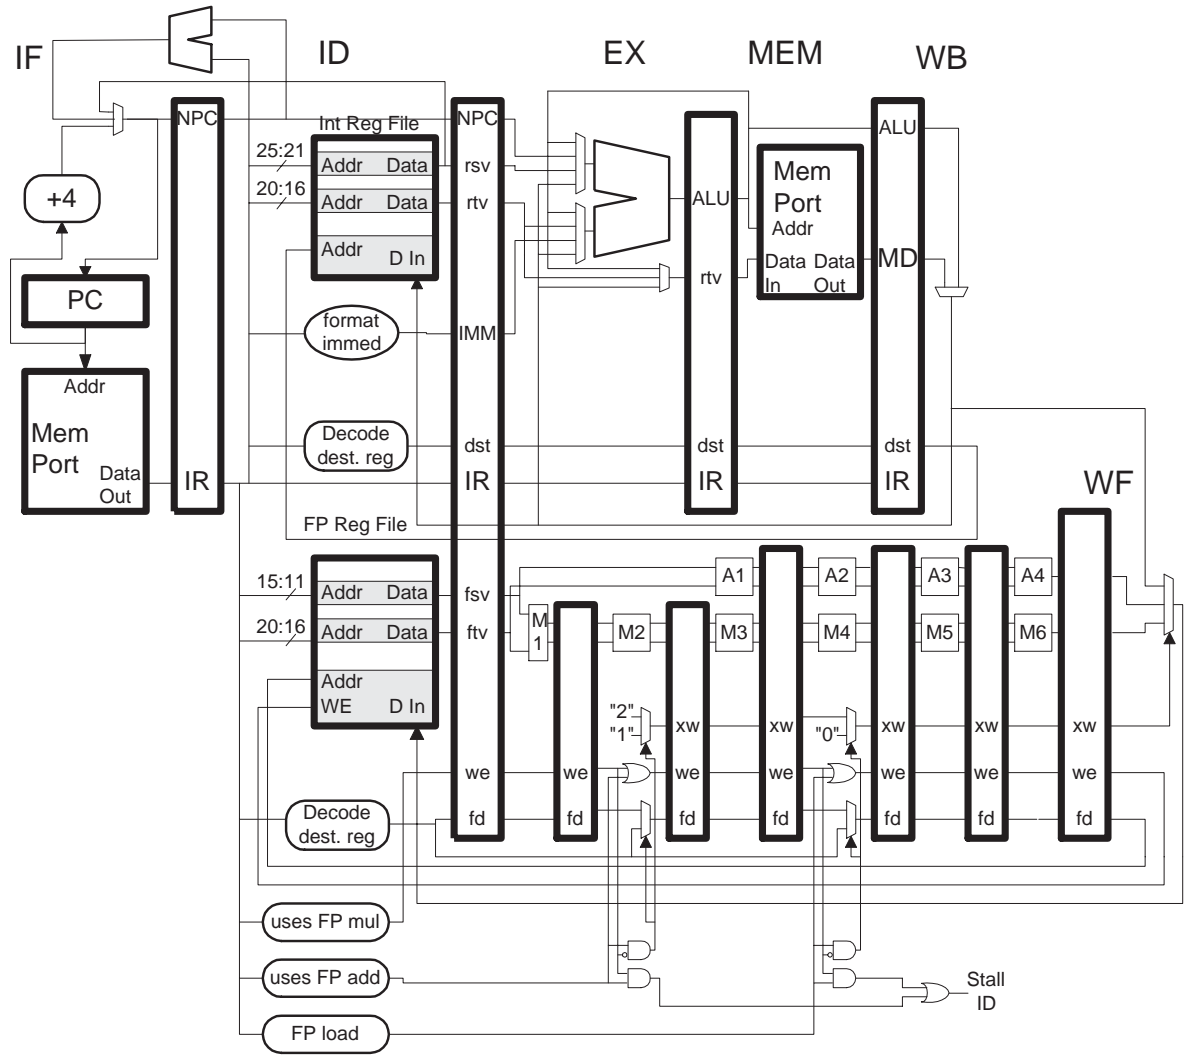 IF
ID
EX
MEM
WB
NPC
Int Reg File
NPC
ALU
25:21
Addr
Data
rsv
20:16
Addr
Data
rtv
Addr
D In
+4
PC
format
immed
IMM
ALU
rtv
Mem
Port
Addr
Data
In
Data
Out
MD
Addr
Mem
Port
Data
Out
IR
Decode
dest. reg
dst
IR
dst
IR
dst
IR
WF
FP Reg File
15:11
Addr
Data
fsv
20:16
Addr
Data
ftv
Addr
WE
D In
A1
A2
A3
A4
M
1
M2
M3
M4
M5
M6
"2"
"1"
xw
xw
"0"
xw
xw
xw
we
we
we
we
we
we
we
Decode
dest. reg
fd
fd
fd
fd
fd
fd
fd
uses FP mul
uses FP add
FP load
Stall
ID